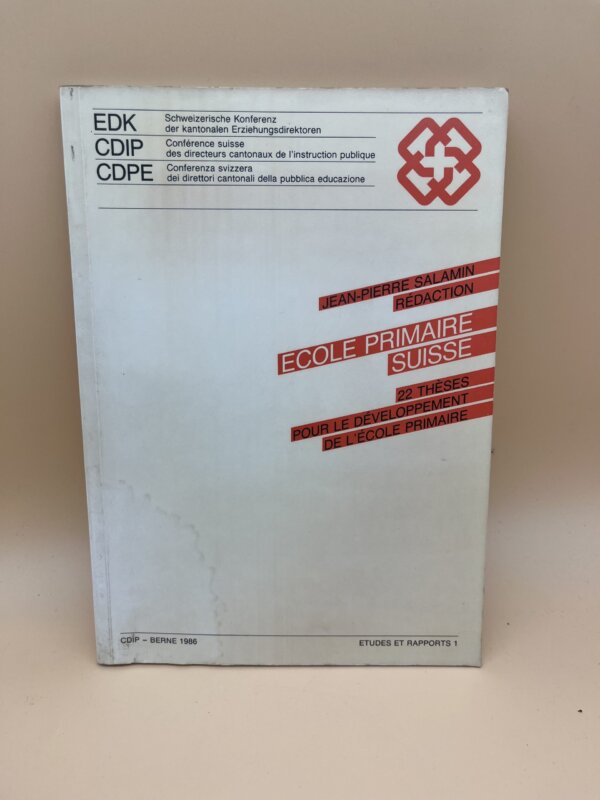 EDK
Schweizerische Konferenz
der kantonalen Erziehungsdirektoren
CDIP
Conférence suisse
des directeurs cantonaux de l'instruction publique
CDPE
Conferenza svizzera
dei direttori cantonali della pubblica educazione
JEAN-PIERRE SALAMIN
RÉDACTION
ECOLE PRIMAIRE
SUISSE
22 THÈSES
POUR LE DÉVELOPPEMENT
DE L'ÉCOLE PRIMAIRE
CDIP – BERNE 1986
ETUDES ET RAPPORTS 1